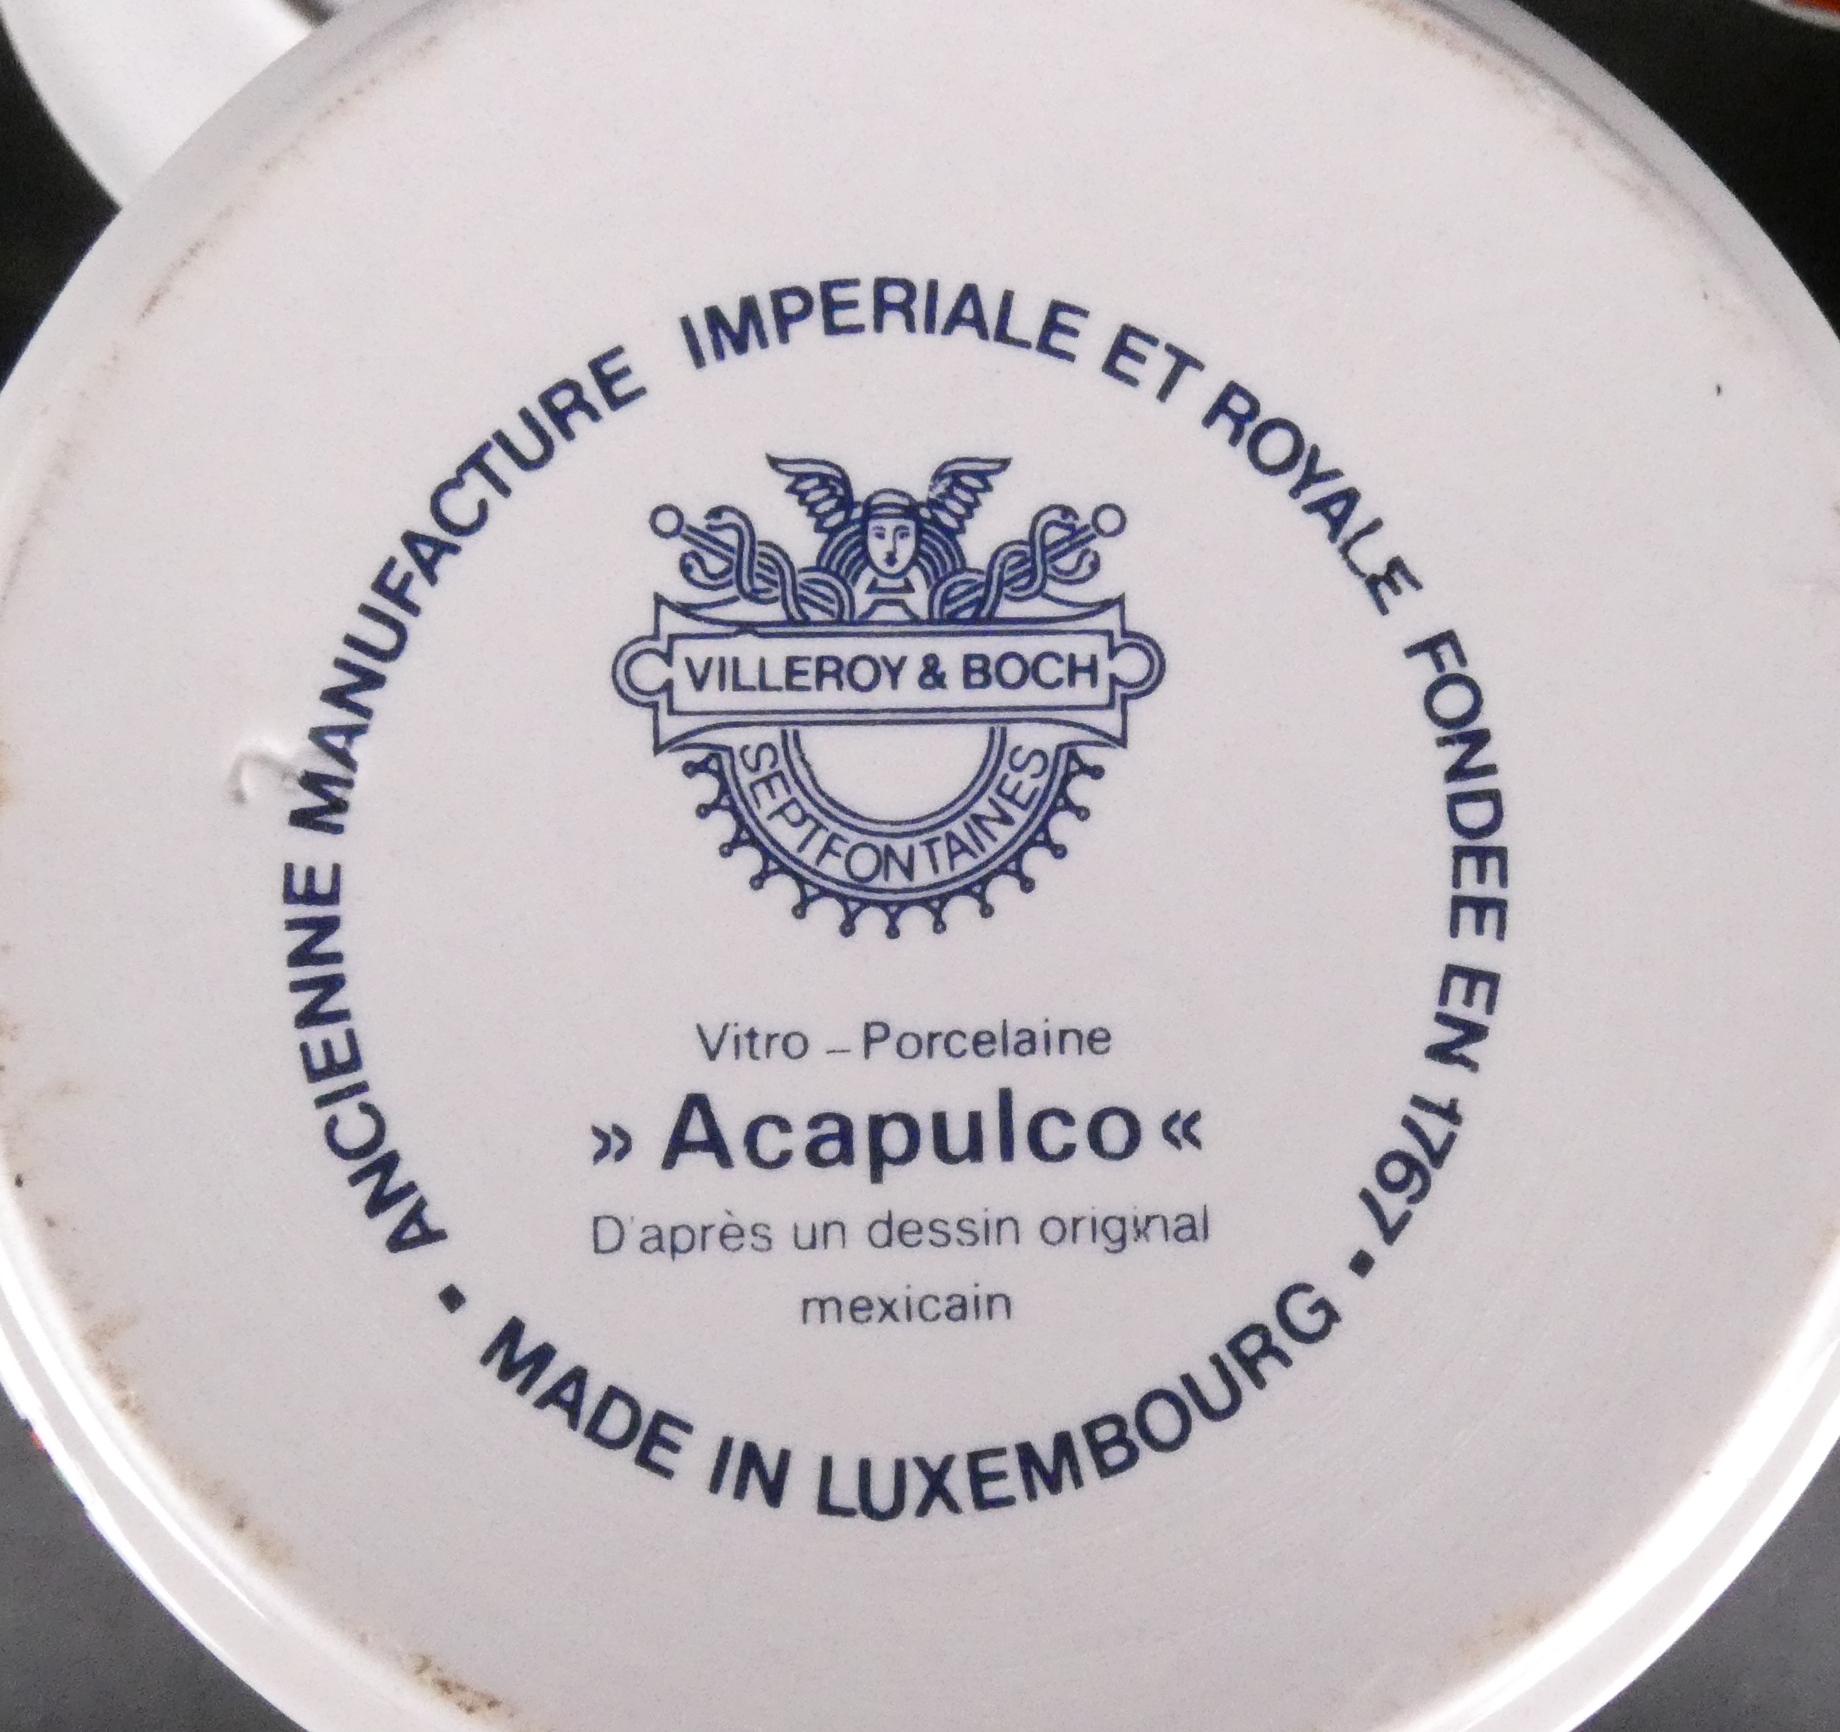 ANCIENNE MANUFACTURE IMPERIALE ET ROYALE FONDEE EN 1767 ·
VILLEROY & BOCH
SEPTFONTAINES
Vitro - Porcelaine
» Acapulco «
D'après un dessin original
mexicain
· MADE IN LUXEMBOURG